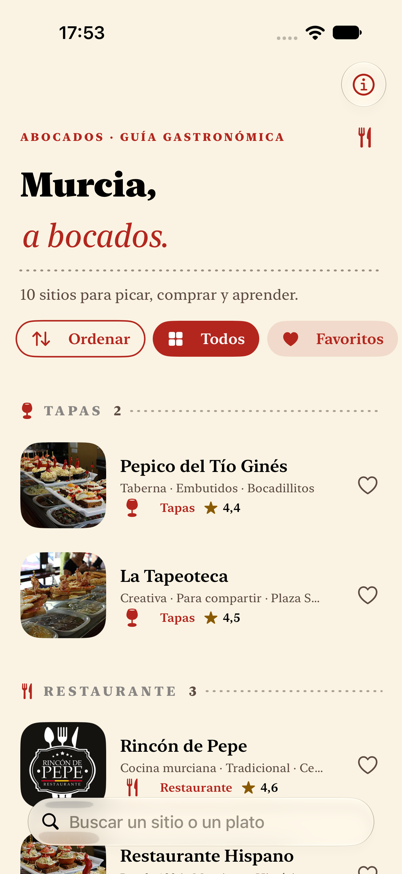 17:53
ABOCADOS · GUÍA GASTRONÓMICA
Murcia,
a bocados.
10 sitios para picar, comprar y aprender.
Ordenar
Todos
Favoritos
TAPAS 2
Pepico del Tío Ginés
Taberna · Embutidos · Bocadillitos
Tapas ★ 4,4
La Tapeoteca
Creativa · Para compartir · Plaza S...
Tapas ★ 4,5
RESTAURANTE 3
RINCÓN DE
PEPE
RESTAURANTE
Rincón de Pepe
Cocina murciana · Tradicional · Ce...
Restaurante ★ 4,6
Buscar un sitio o un plato
Restaurante Hispano